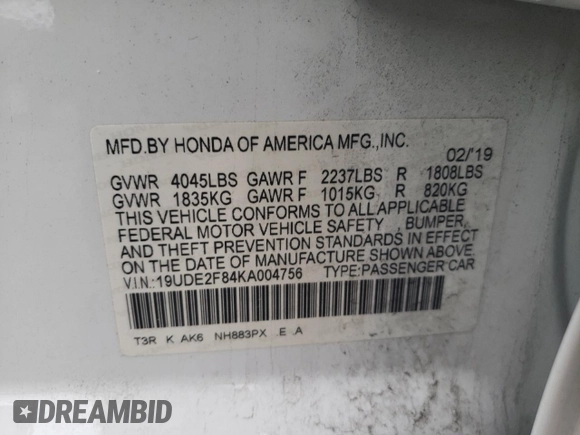 MFD.BY HONDA OF AMERICA MFG.,INC.
02/'19
GVWR 4045LBS GAWR F 2237LBS R 1808LBS
GVWR 1835KG GAWR F 1015KG R 820KG
THIS VEHICLE CONFORMS TO ALL APPLICABLE
FEDERAL MOTOR VEHICLE SAFETY , BUMPER,
AND THEFT PREVENTION STANDARDS IN EFFECT
ON THE DATE OF MANUFACTURE SHOWN ABOVE.
V.I.N.:19UDE2F84KA004756 TYPE:PASSENGER CAR
T3R K AK6 NH883PX .E .A
DREAMBID